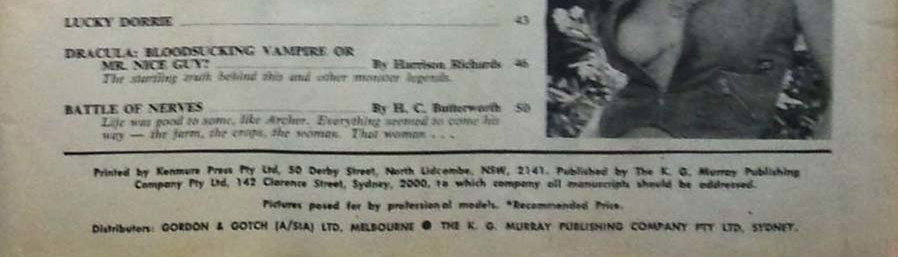 LUCKY DORRIE 43
DRACULA: BLOODSUCKING VAMPIRE OR
MR. NICE GUY? By Harrison Richards 46
The startling truth behind this and other monster legends.
BATTLE OF NERVES By H. C. Butterworth 50
Life was good to some, like Archer. Everything seemed to come his
way — the farm, the crops, the woman. That woman . . .
Printed by Kenmure Press Pty Ltd, 50 Derby Street, North Lidcombe, NSW, 2141. Published by The K. G. Murray Publishing
Company Pty Ltd, 142 Clarence Street, Sydney, 2000, to which company all manuscripts should be addressed.
Pictures posed for by professional models. *Recommended Price.
Distributors: GORDON & GOTCH (A/SIA) LTD, MELBOURNE ● THE K. G. MURRAY PUBLISHING COMPANY PTY LTD, SYDNEY.